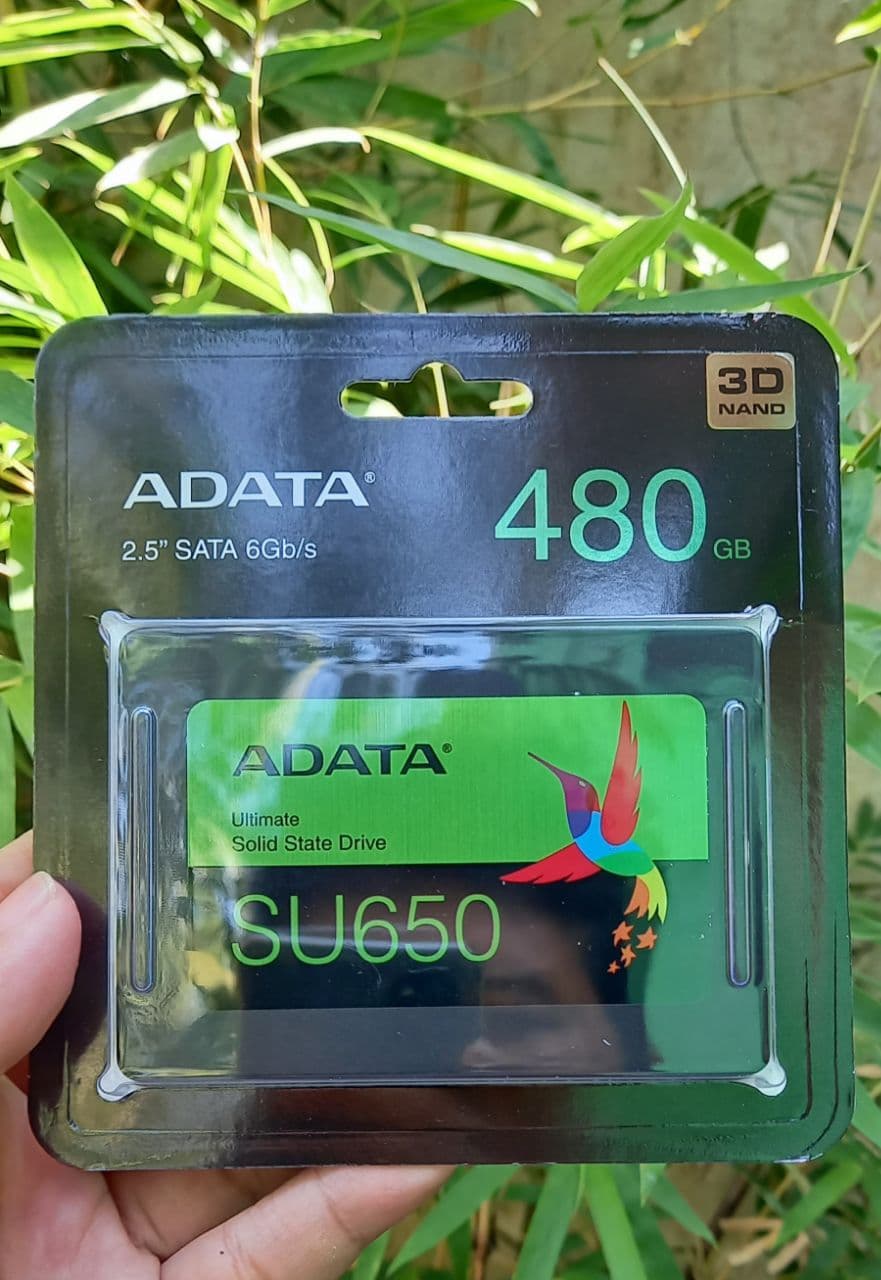 3D
NAND
ADATA®
2.5” SATA 6Gb/s
480 GB
ADATA®
Ultimate
Solid State Drive
SU650